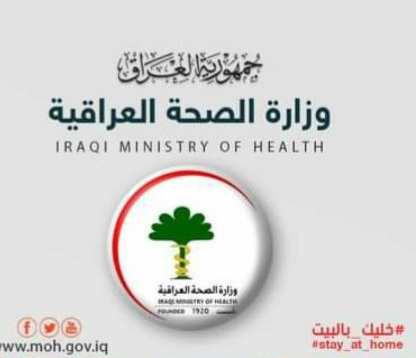 جمهورية العراق
وزارة الصحة العراقية
IRAQI MINISTRY OF HEALTH
وزارة الصحة العراقية
IRAQI MINISTRY OF HEALTH
FOUNDED 1920 تأسست
www.moh.gov.iq
#خليك_بالبيت
#stay_at_home